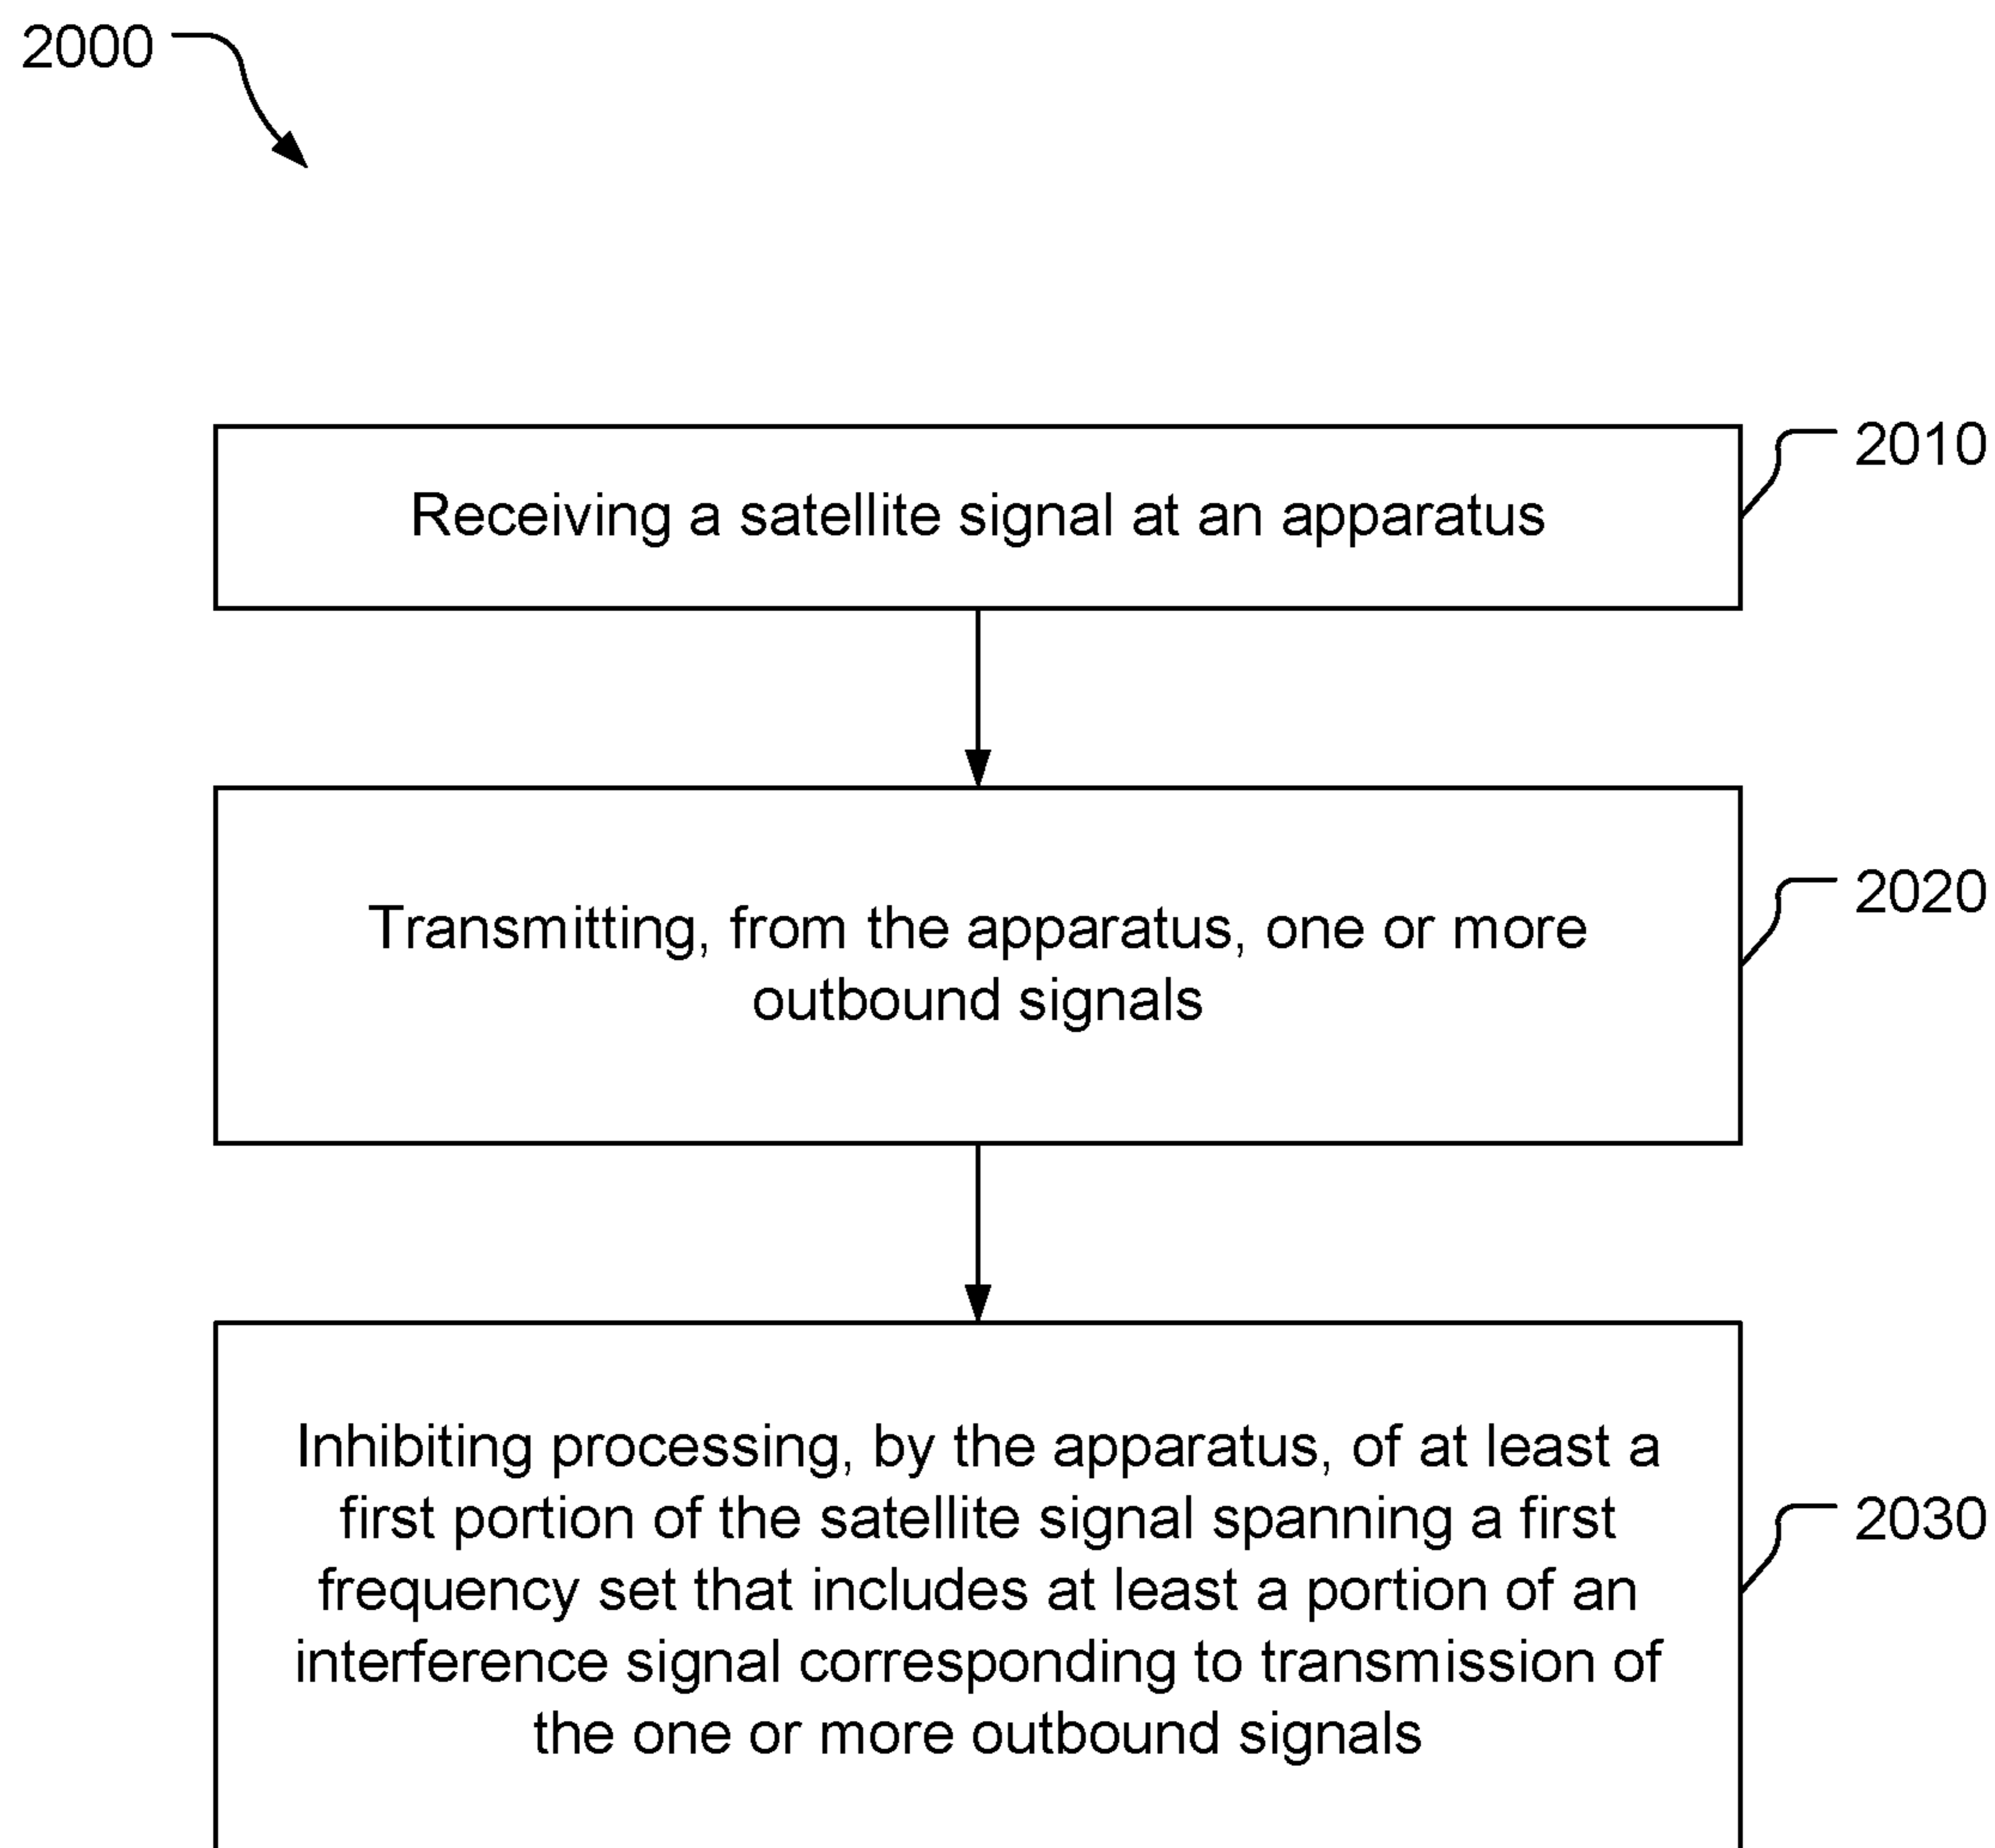 2000
2010
Receiving a satellite signal at an apparatus
2020
Transmitting, from the apparatus, one or more
outbound signals
Inhibiting processing, by the apparatus, of at least a
2030
first portion of the satellite signal spanning a first
frequency set that includes at least a portion of an
interference signal corresponding to transmission of
the one or more outbound signals